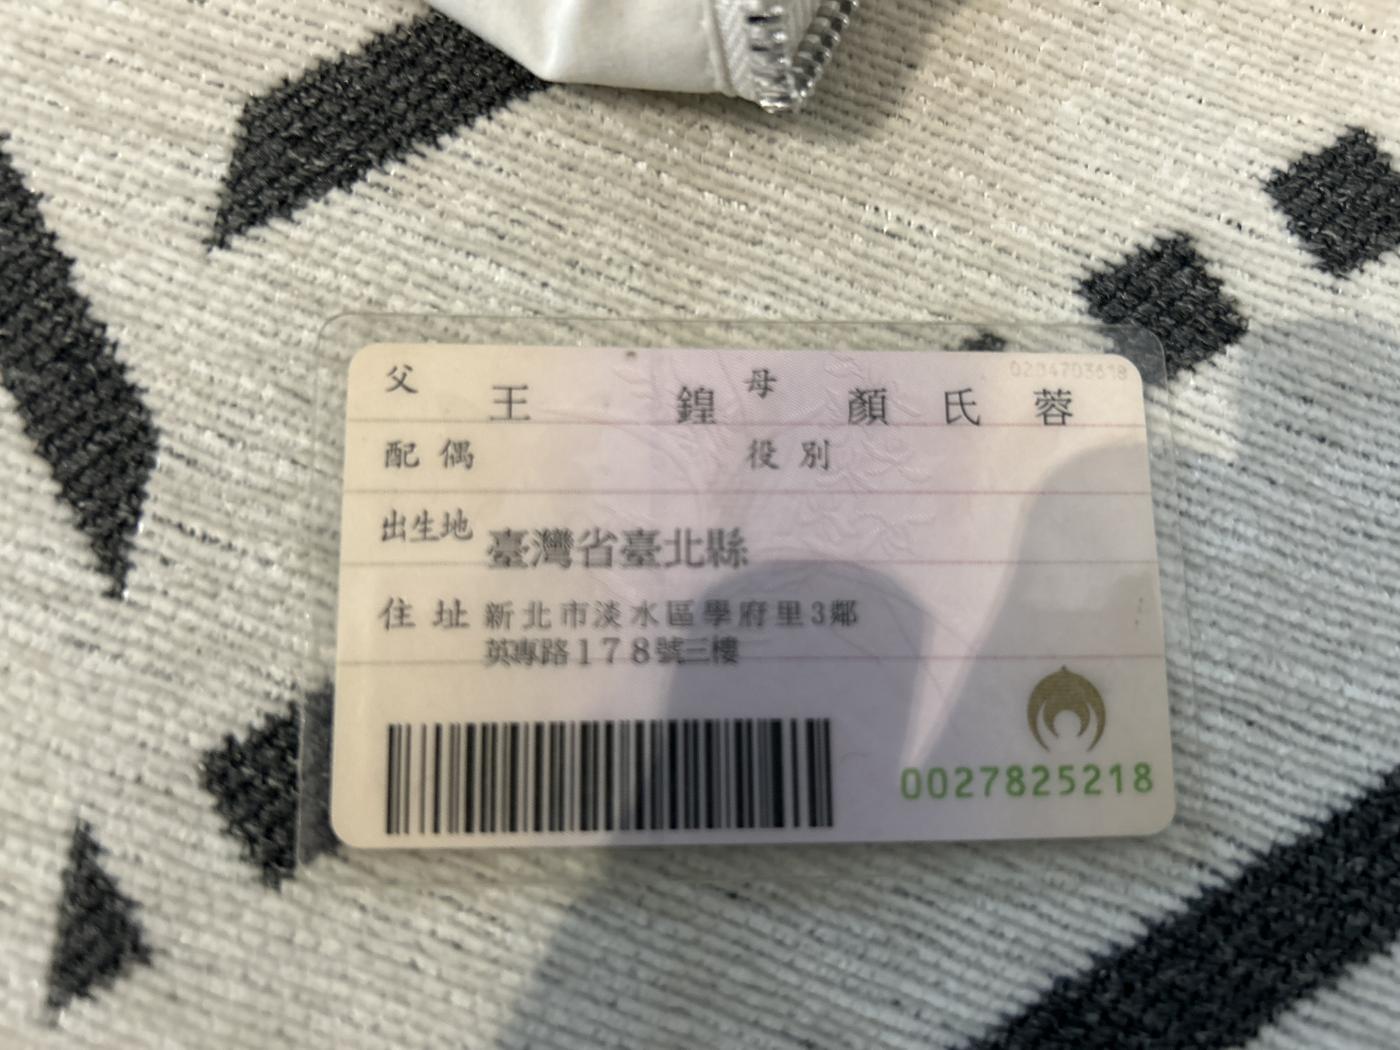 0204703618
父 王 鍠 母 顏 氏 蓉
配偶 役別
出生地 臺灣省臺北縣
住址 新北市淡水區學府里3鄰
英專路178號三樓
0027825218